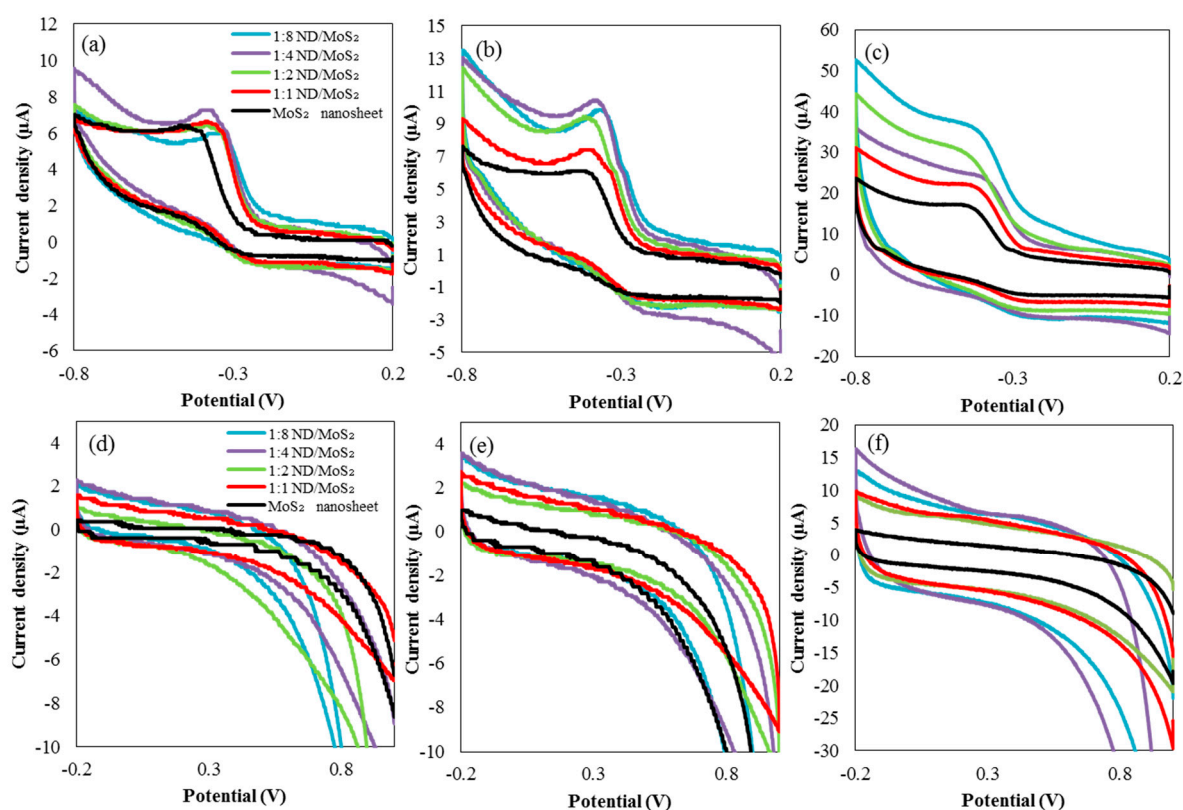 (a)
1:8 ND/MoS₂
1:4 ND/MoS₂
1:2 ND/MoS₂
1:1 ND/MoS₂
MoS₂ nanosheet
12
10
8
6
4
2
0
-2
-4
-6
Current density (µA)
-0.8
-0.3
0.2
Potential (V)
(b)
15
13
11
9
7
5
3
1
-1
-3
-5
Current density (µA)
-0.8
-0.3
0.2
Potential (V)
(c)
60
50
40
30
20
10
0
-10
-20
Current density (µA)
-0.8
-0.3
0.2
Potential (V)
(d)
1:8 ND/MoS₂
1:4 ND/MoS₂
1:2 ND/MoS₂
1:1 ND/MoS₂
MoS₂ nanosheet
4
2
0
-2
-4
-6
-8
-10
Current density (µA)
-0.2
0.3
0.8
Potential (V)
(e)
4
2
0
-2
-4
-6
-8
-10
Current density (µA)
-0.2
0.3
0.8
Potential (V)
(f)
20
15
10
5
0
-5
-10
-15
-20
-25
-30
Current density (µA)
-0.2
0.3
0.8
Potential (V)